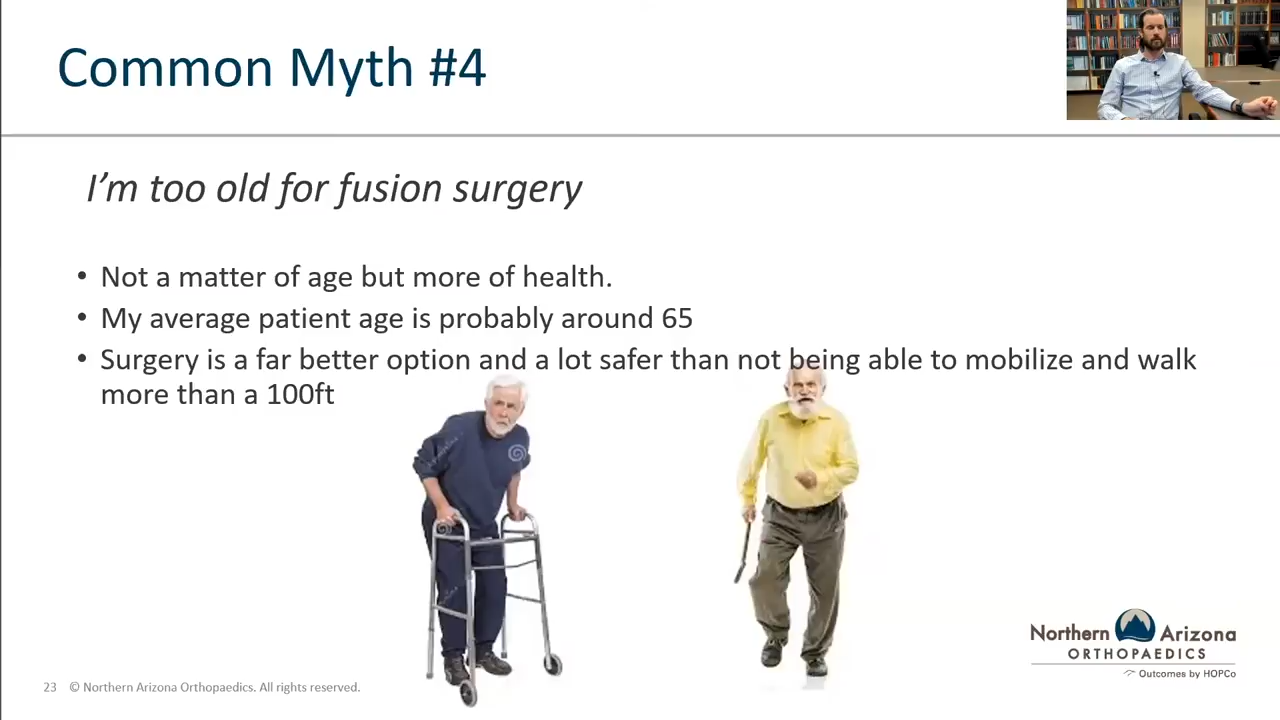 Common Myth #4
I’m too old for fusion surgery
• Not a matter of age but more of health.
• My average patient age is probably around 65
• Surgery is a far better option and a lot safer than not being able to mobilize and walk
more than a 100ft
Northern Arizona
ORTHOPAEDICS
Outcomes by HOPCo
23 © Northern Arizona Orthopaedics. All rights reserved.